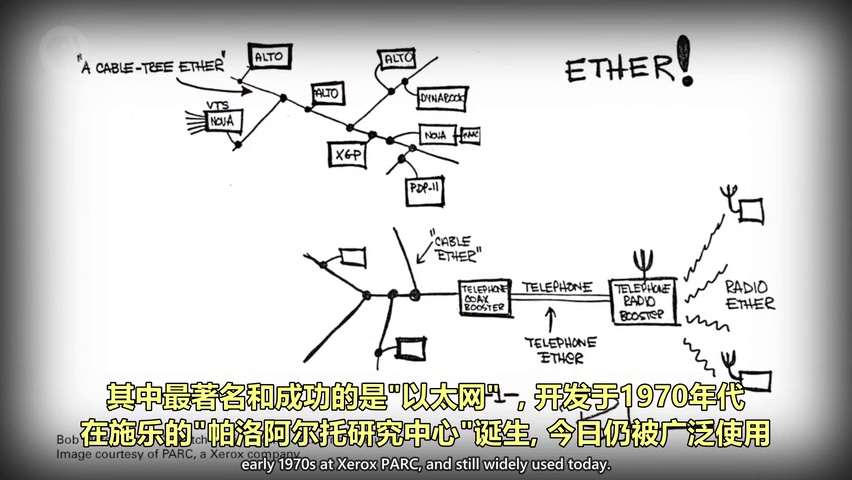 "A CABLE-TREE ETHER"
ALTO
ALTO
ETHER!
ALTO
DYNABOOK
VTS
NOVA
NOVA
XGP
PDP-11
"CABLE
ETHER"
TELEPHONE
COAX
BOOSTER
TELEPHONE
TELEPHONE
RADIO
BOOSTER
RADIO
ETHER
TELEPHONE
ETHER
其中最著名和成功的是"以太网"，开发于1970年代
在施乐的"帕洛阿尔托研究中心"诞生, 今日仍被广泛使用
Bob
Image courtesy of PARC, a Xerox company
early 1970s at Xerox PARC, and still widely used today.